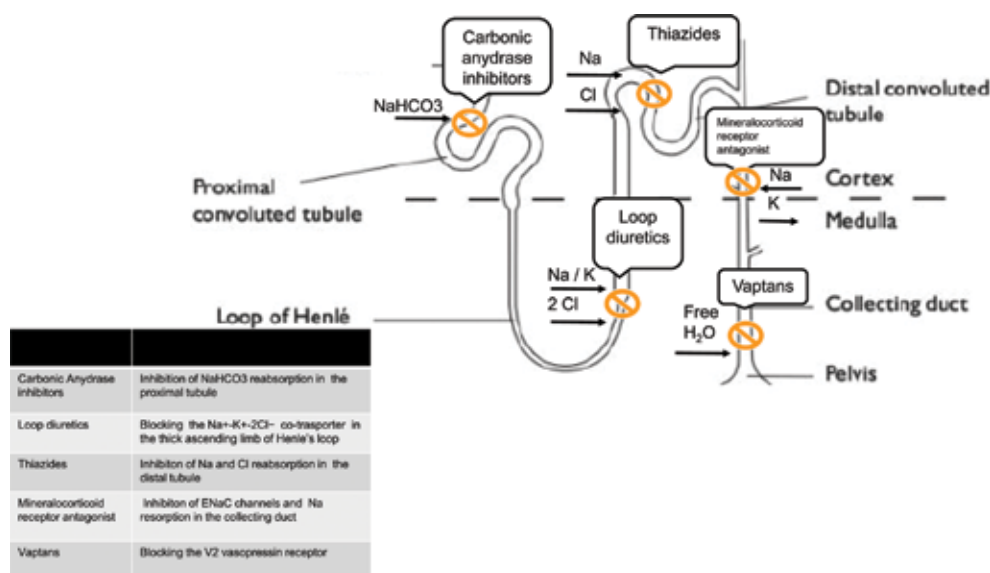 Carbonic
anydrase
inhibitors
Thiazides
Na
Cl
NaHCO3
Distal convoluted
tubule
Mineralocorticoid
receptor
antagonist
Na
Cortex
K
Medulla
Proximal
convoluted tubule
Loop
diuretics
Na / K
2 Cl
Vaptans
Collecting duct
Free
H₂O
Pelvis
Loop of Henlé
Carbonic Anydrase
inhibitors
Inhibition of NaHCO3 reabsorption in the
proximal tubule
Loop diuretics
Blocking the Na+-K+-2Cl− co-trasporter in
the thick ascending limb of Henle's loop
Thiazides
Inhibiton of Na and Cl reabsorption in the
distal tubule
Mineralocorticoid
receptor antagonist
Inhibiton of ENaC channels and Na
resorption in the collecting duct
Vaptans
Blocking the V2 vasopressin receptor